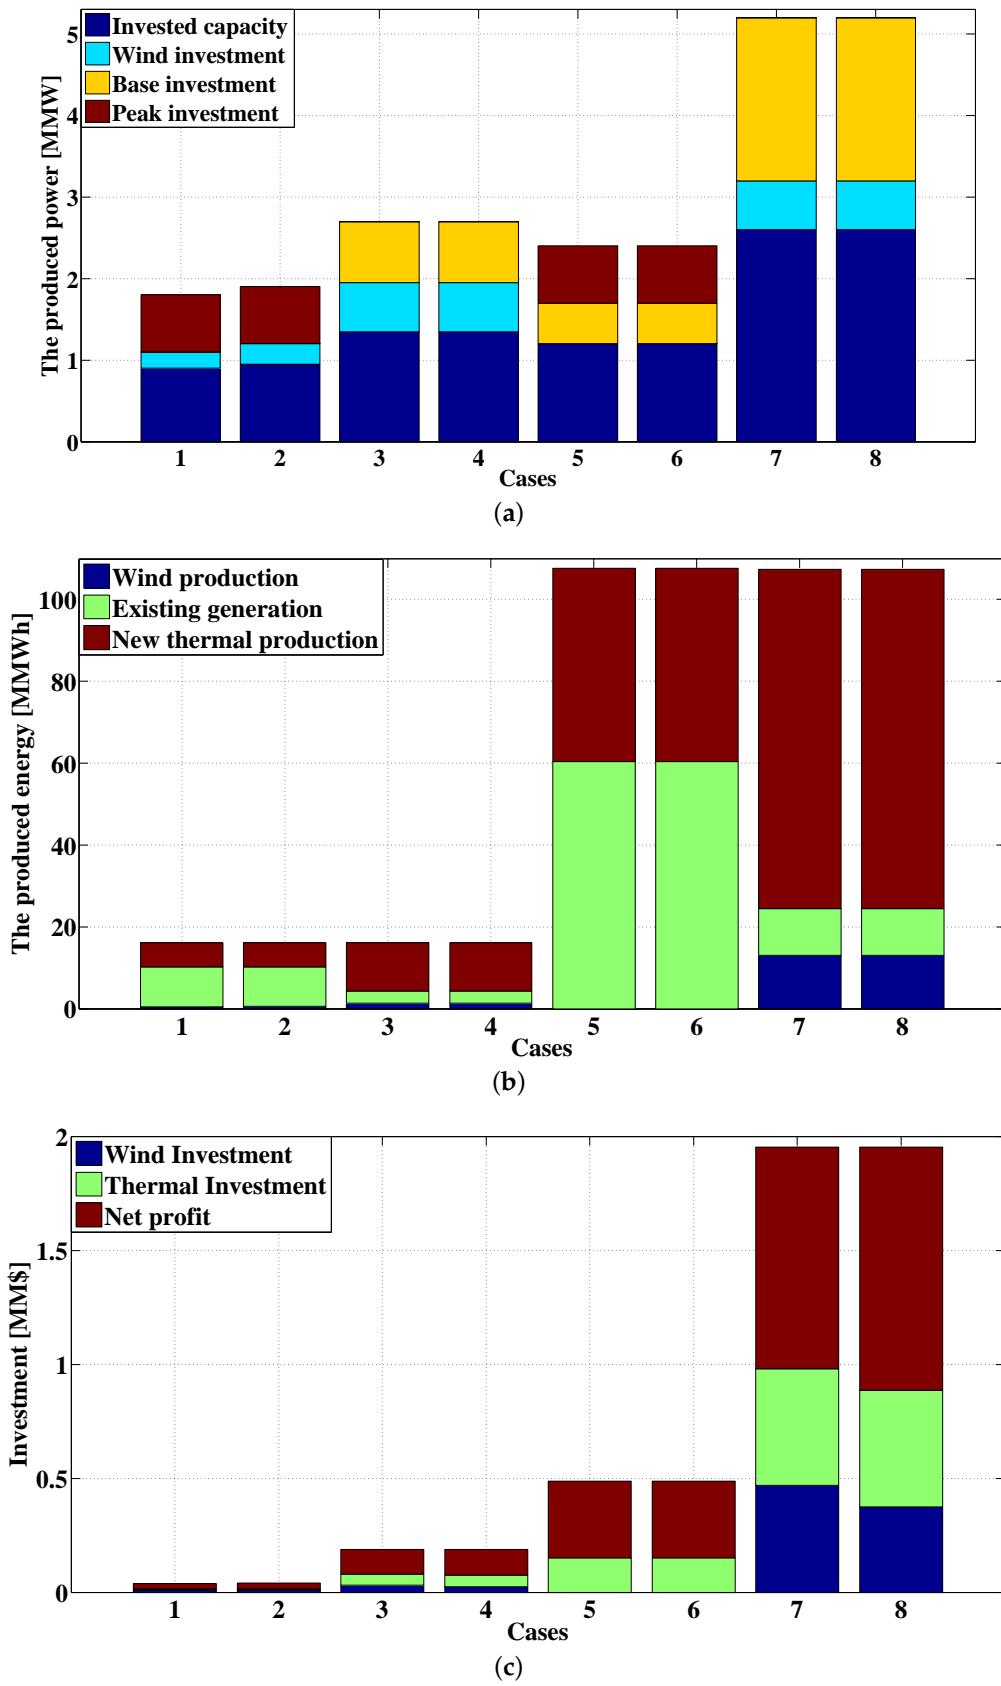 Invested capacity
Wind investment
Base investment
Peak investment
The produced power [MMW]
5
4
3
2
1
0
1 2 3 4 5 6 7 8
Cases
(a)
Wind production
Existing generation
New thermal production
The produced energy [MMWh]
100
80
60
40
20
0
1 2 3 4 5 6 7 8
Cases
(b)
Wind Investment
Thermal Investment
Net profit
Investment [MM$]
2
1.5
1
0.5
0
1 2 3 4 5 6 7 8
Cases
(c)